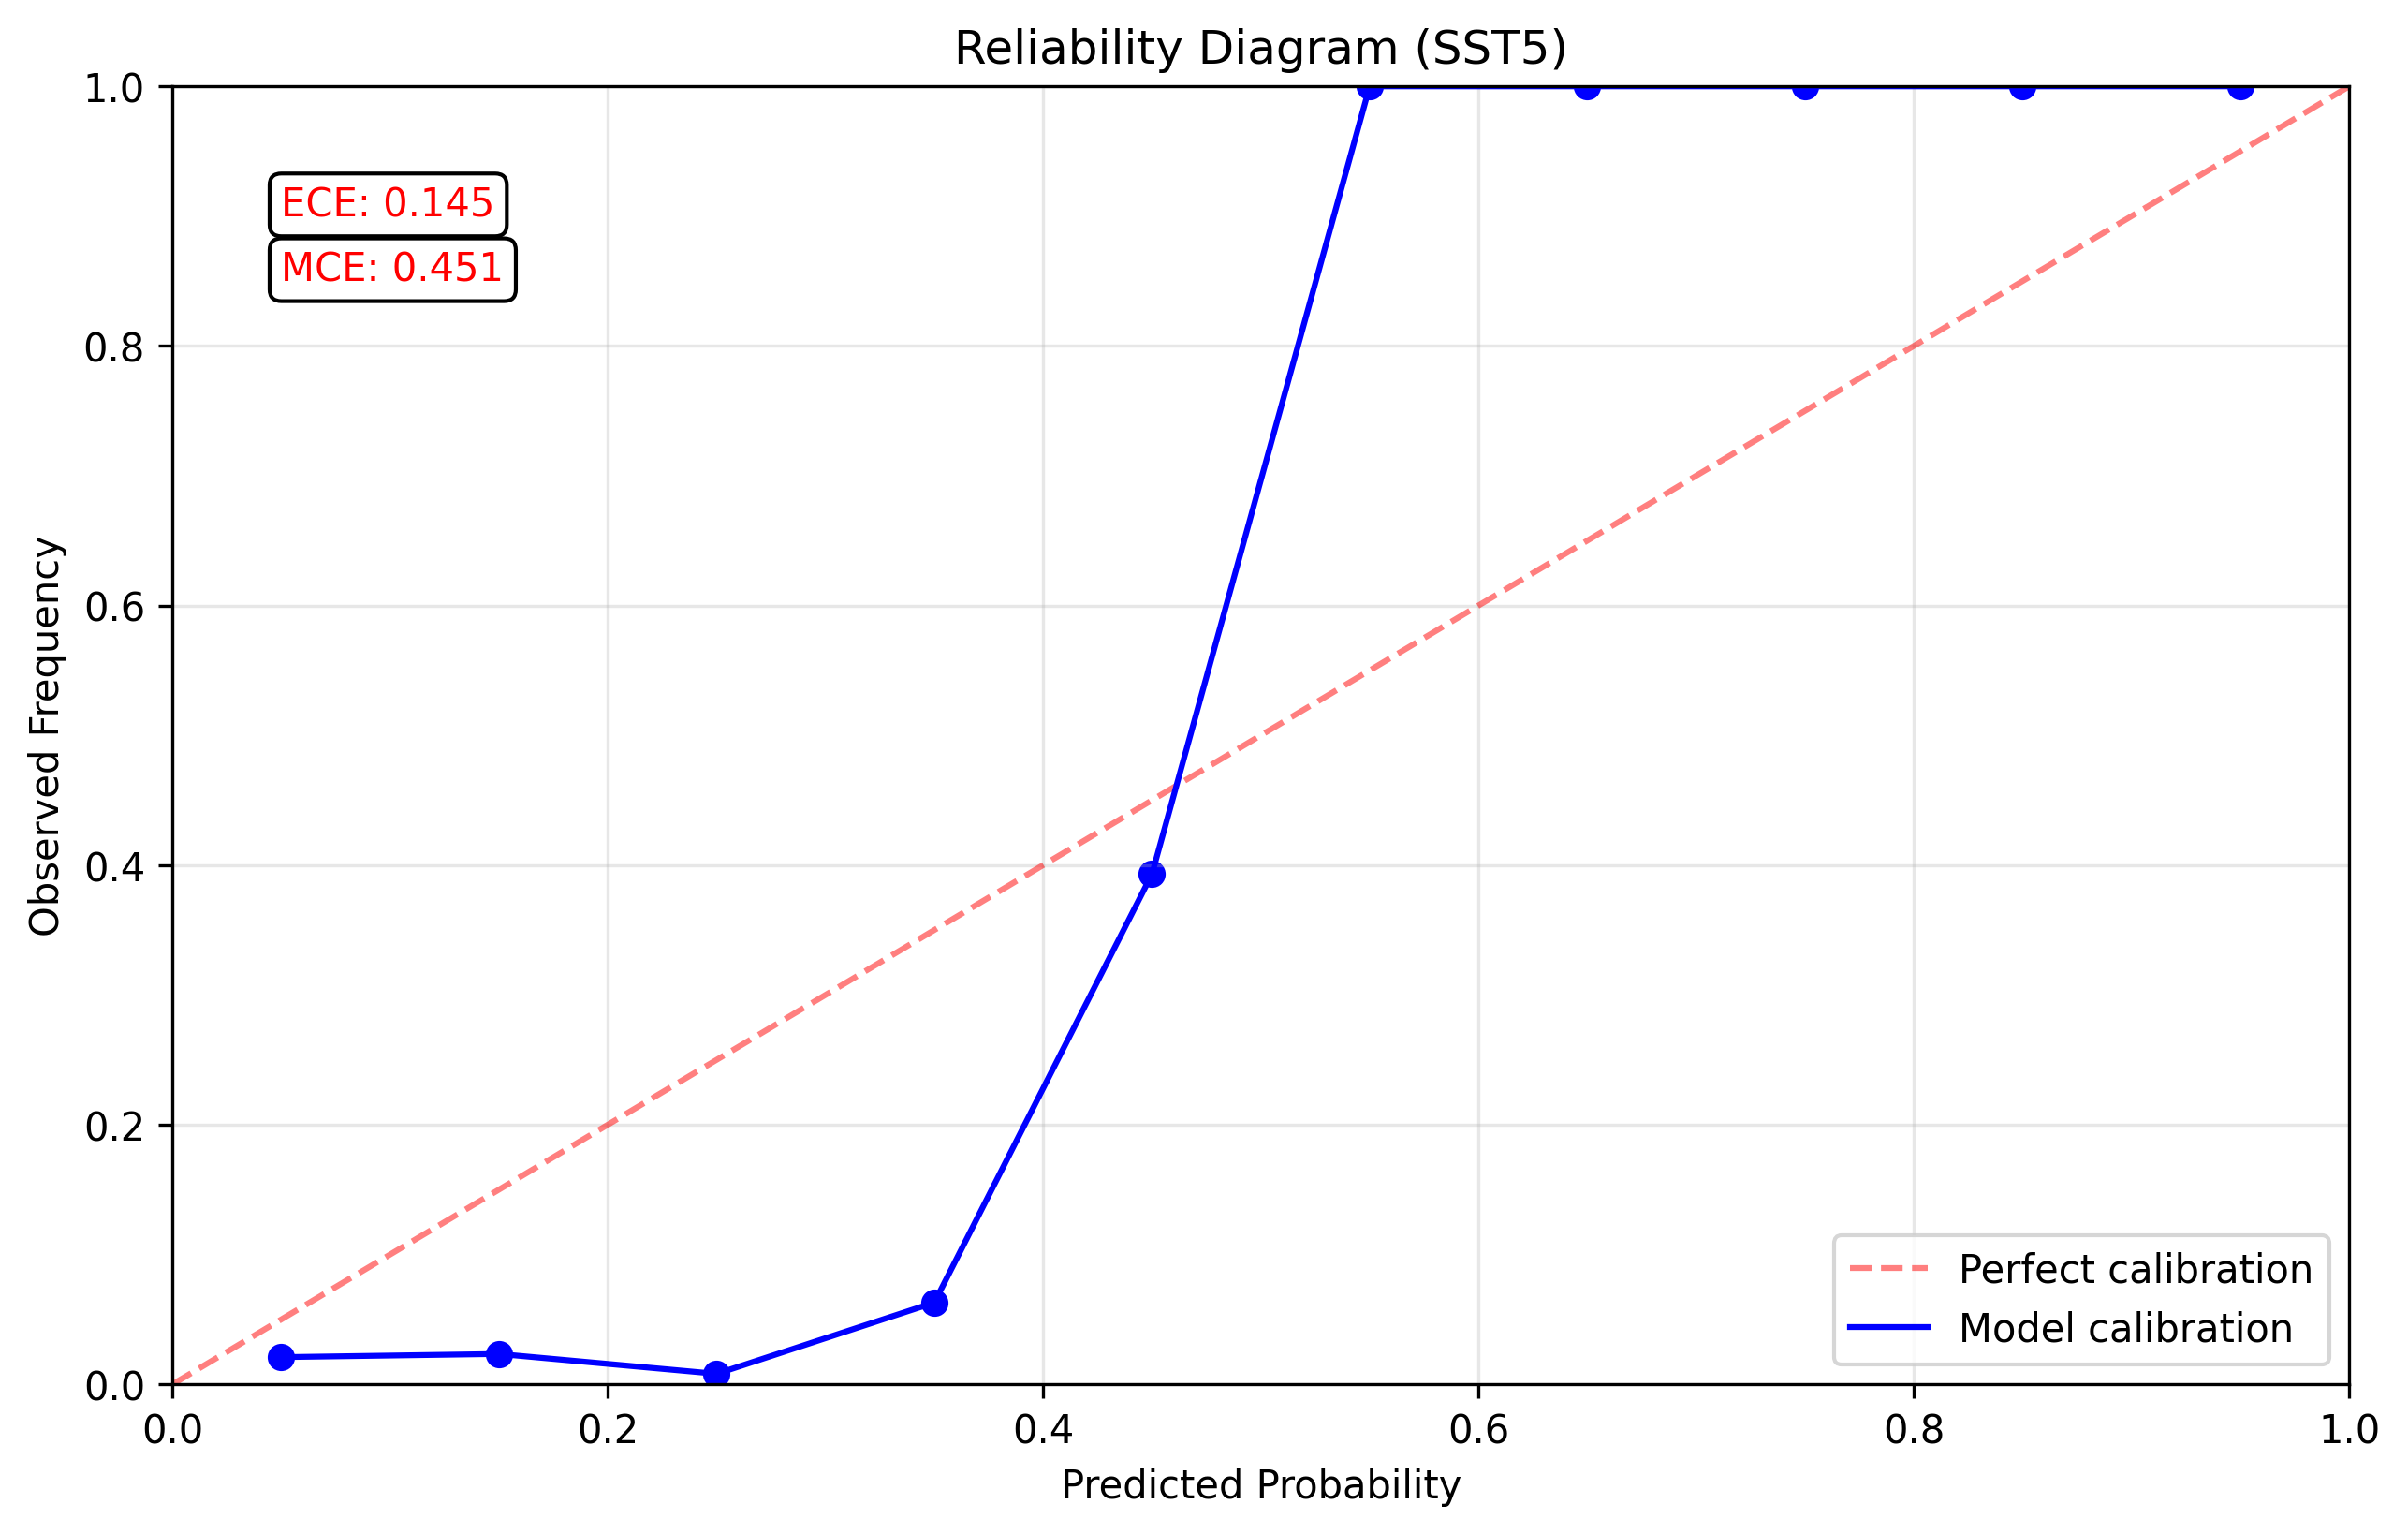 Reliability Diagram (SST5)
1.0
ECE: 0.145
MCE: 0.451
0.8
0.6
0.4
0.2
0.0
Observed Frequency
Perfect calibration
Model calibration
0.0 0.2 0.4 0.6 0.8 1.0
Predicted Probability